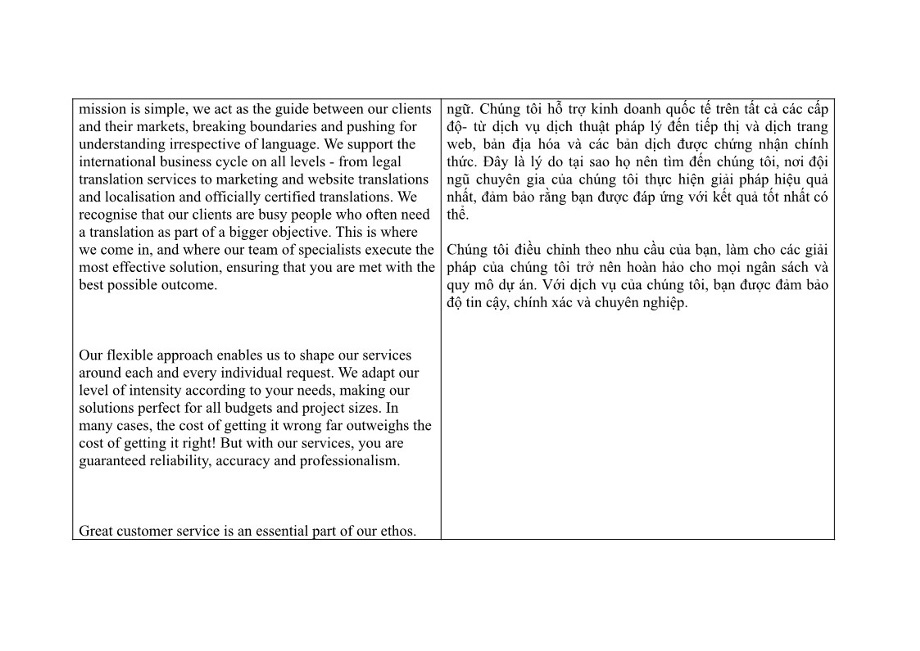 mission is simple, we act as the guide between our clients
and their markets, breaking boundaries and pushing for
understanding irrespective of language. We support the
international business cycle on all levels - from legal
translation services to marketing and website translations
and localisation and officially certified translations. We
recognise that our clients are busy people who often need
a translation as part of a bigger objective. This is where
we come in, and where our team of specialists execute the
most effective solution, ensuring that you are met with the
best possible outcome.
Our flexible approach enables us to shape our services
around each and every individual request. We adapt our
level of intensity according to your needs, making our
solutions perfect for all budgets and project sizes. In
many cases, the cost of getting it wrong far outweighs the
cost of getting it right! But with our services, you are
guaranteed reliability, accuracy and professionalism.
Great customer service is an essential part of our ethos.
ngữ. Chúng tôi hỗ trợ kinh doanh quốc tế trên tất cả các cấp
độ- từ dịch vụ dịch thuật pháp lý đến tiếp thị và dịch trang
web, bản địa hóa và các bản dịch được chứng nhận chính
thức. Đây là lý do tại sao họ nên tìm đến chúng tôi, nơi đội
ngũ chuyên gia của chúng tôi thực hiện giải pháp hiệu quả
nhất, đảm bảo rằng bạn được đáp ứng với kết quả tốt nhất có
thể.
Chúng tôi điều chỉnh theo nhu cầu của bạn, làm cho các giải
pháp của chúng tôi trở nên hoàn hảo cho mọi ngân sách và
quy mô dự án. Với dịch vụ của chúng tôi, bạn được đảm bảo
độ tin cậy, chính xác và chuyên nghiệp.